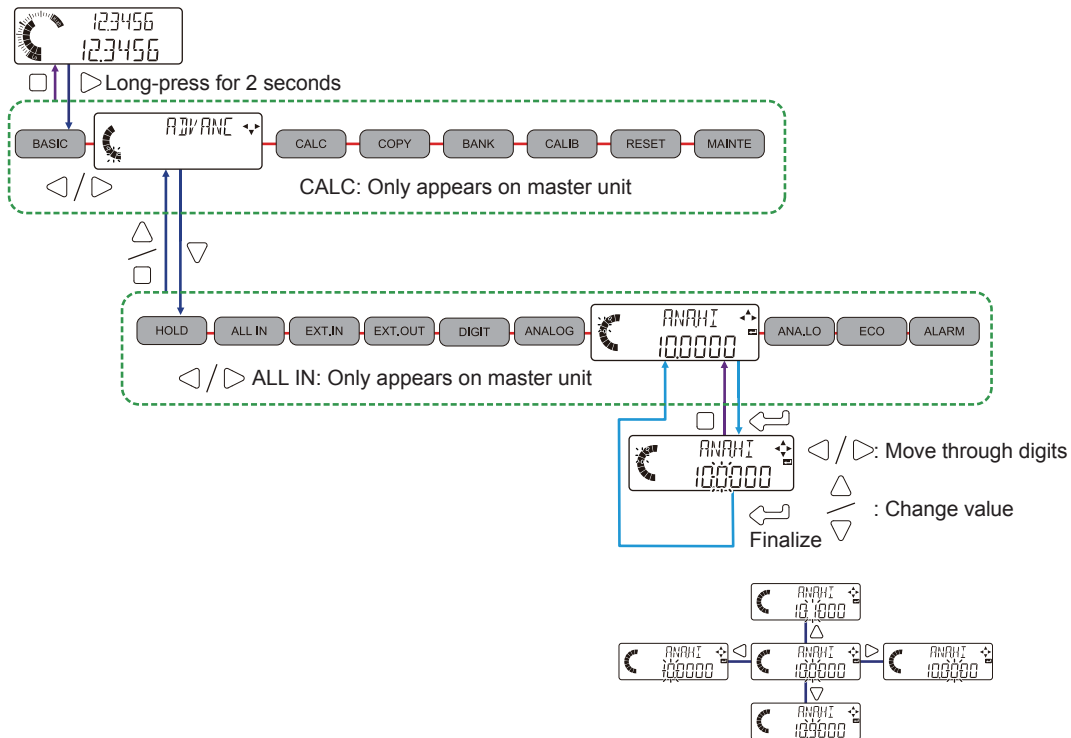 12.3456
12.3456
Long-press for 2 seconds
BASIC ADVANC CALC COPY BANK CALIB RESET MAINTE
CALC: Only appears on master unit
HOLD ALL IN EXT.IN EXT.OUT DIGIT ANALOG ANAHI 10.0000 ANA.LO ECO ALARM
ALL IN: Only appears on master unit
ANAHI
10.0000
: Move through digits
: Change value
Finalize
ANAHI
10.1000
ANAHI
10.0000
ANAHI
10.0000
ANAHI
10.0000
ANAHI
10.9000